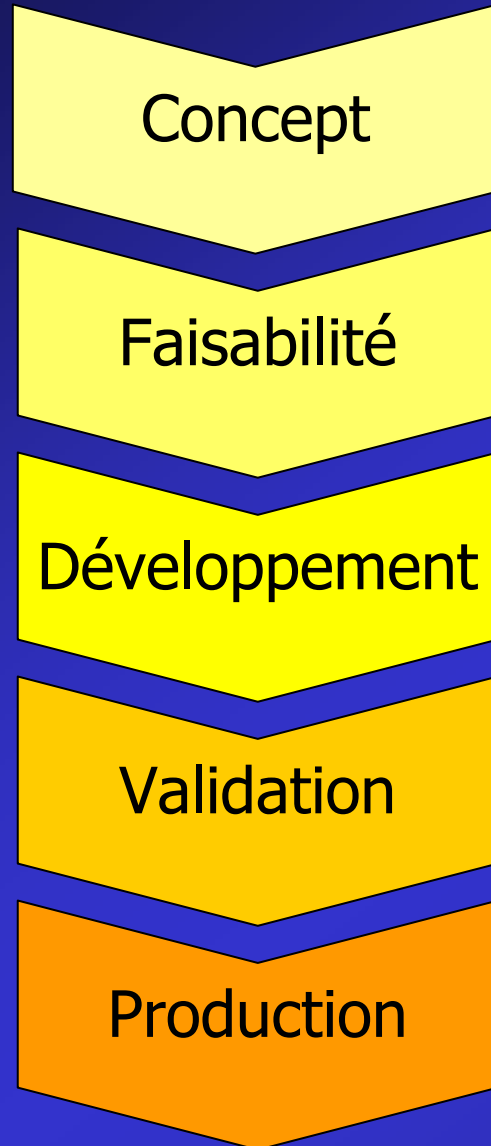 Concept
Faisabilité
Développement
Validation
Production